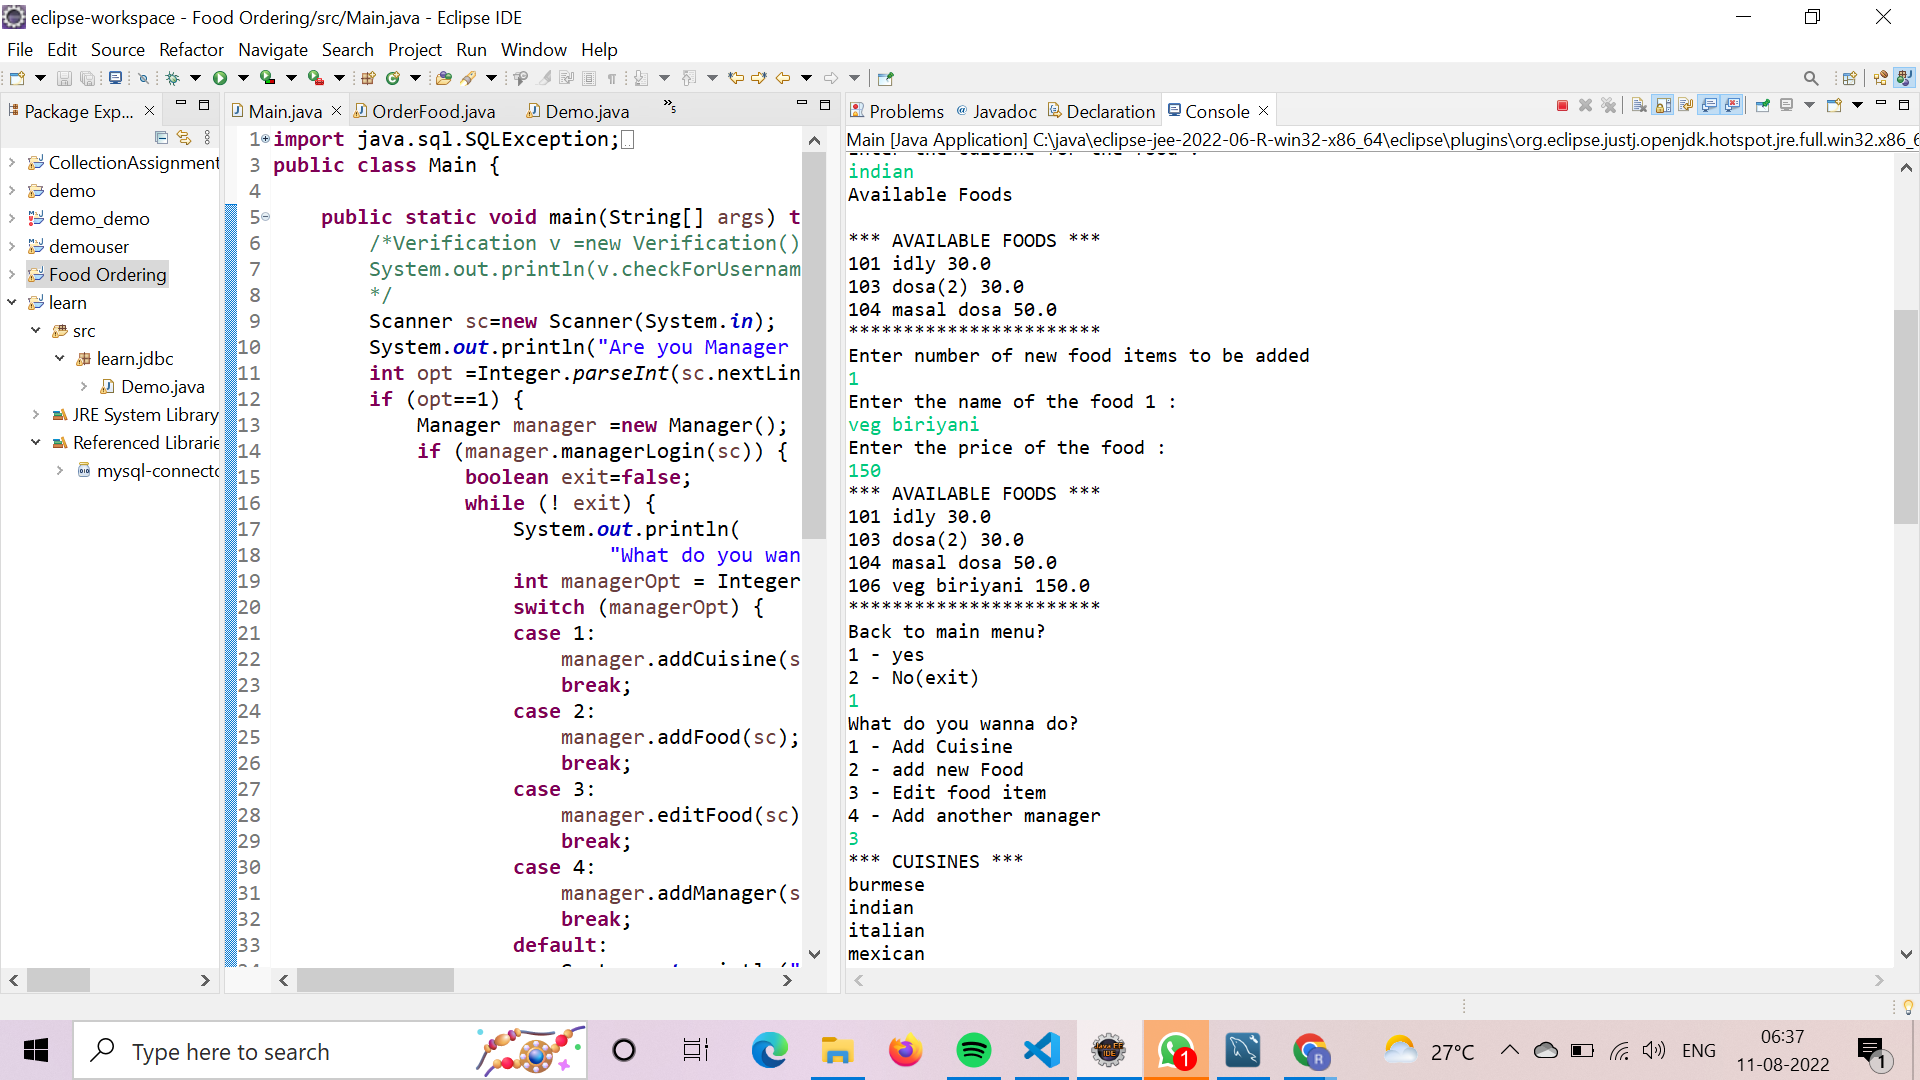 eclipse-workspace - Food Ordering/src/Main.java - Eclipse IDE
File Edit Source Refactor Navigate Search Project Run Window Help
Package Exp...
CollectionAssignment
demo
demo_demo
demouser
Food Ordering
learn
src
learn.jdbc
Demo.java
JRE System Library
Referenced Librarie
mysql-connecto
Main.java OrderFood.java Demo.java »5
1 import java.sql.SQLException;
3 public class Main {
4
5 public static void main(String[] args) t
6 /*Verification v =new Verification()
7 System.out.println(v.checkForUsernam
8 */
9 Scanner sc=new Scanner(System.in);
10 System.out.println("Are you Manager
11 int opt =Integer.parseInt(sc.nextLin
12 if (opt==1) {
13 Manager manager =new Manager();
14 if (manager.managerLogin(sc)) {
15 boolean exit=false;
16 while (! exit) {
17 System.out.println(
18 "What do you wan
19 int managerOpt = Integer
20 switch (managerOpt) {
21 case 1:
22 manager.addCuisine(s
23 break;
24 case 2:
25 manager.addFood(sc);
26 break;
27 case 3:
28 manager.editFood(sc)
29 break;
30 case 4:
31 manager.addManager(s
32 break;
33 default:
Problems Javadoc Declaration Console
Main [Java Application] C:\java\eclipse-jee-2022-06-R-win32-x86_64\eclipse\plugins\org.eclipse.justj.openjdk.hotspot.jre.full.win32.x86_6
Enter the cuisine for the food :
indian
Available Foods
*** AVAILABLE FOODS ***
101 idly 30.0
103 dosa(2) 30.0
104 masal dosa 50.0
***********************
Enter number of new food items to be added
1
Enter the name of the food 1 :
veg biriyani
Enter the price of the food :
150
*** AVAILABLE FOODS ***
101 idly 30.0
103 dosa(2) 30.0
104 masal dosa 50.0
106 veg biriyani 150.0
***********************
Back to main menu?
1 - yes
2 - No(exit)
1
What do you wanna do?
1 - Add Cuisine
2 - add new Food
3 - Edit food item
4 - Add another manager
3
*** CUISINES ***
burmese
indian
italian
mexican
Type here to search
Java EE
IDE
1
R
27°C
ENG
06:37
11-08-2022
1